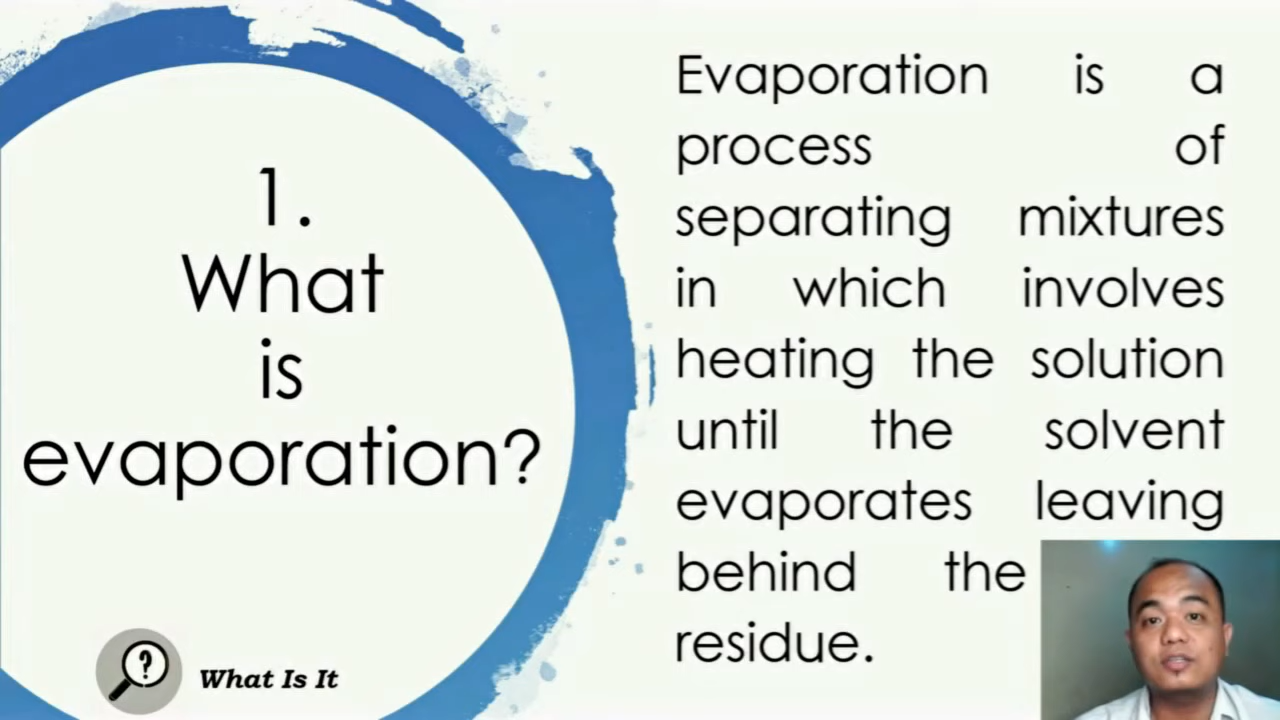 1.
What
is
evaporation?
What Is It
Evaporation is a
process of
separating mixtures
in which involves
heating the solution
until the solvent
evaporates leaving
behind the
residue.